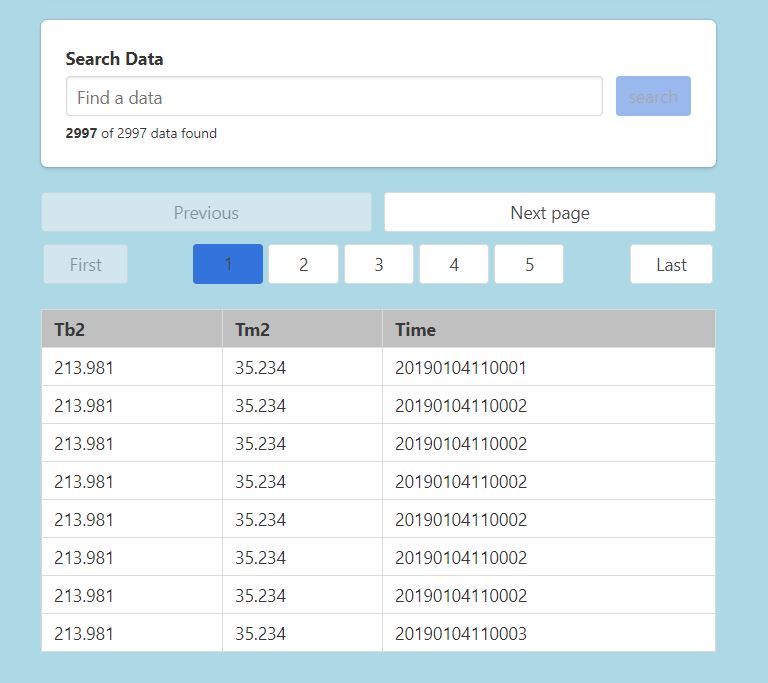 Search Data
Find a data
search
2997 of 2997 data found
Previous Next page
First 1 2 3 4 5 Last
Tb2 Tm2 Time
213.981 35.234 20190104110001
213.981 35.234 20190104110002
213.981 35.234 20190104110002
213.981 35.234 20190104110002
213.981 35.234 20190104110002
213.981 35.234 20190104110002
213.981 35.234 20190104110002
213.981 35.234 20190104110003